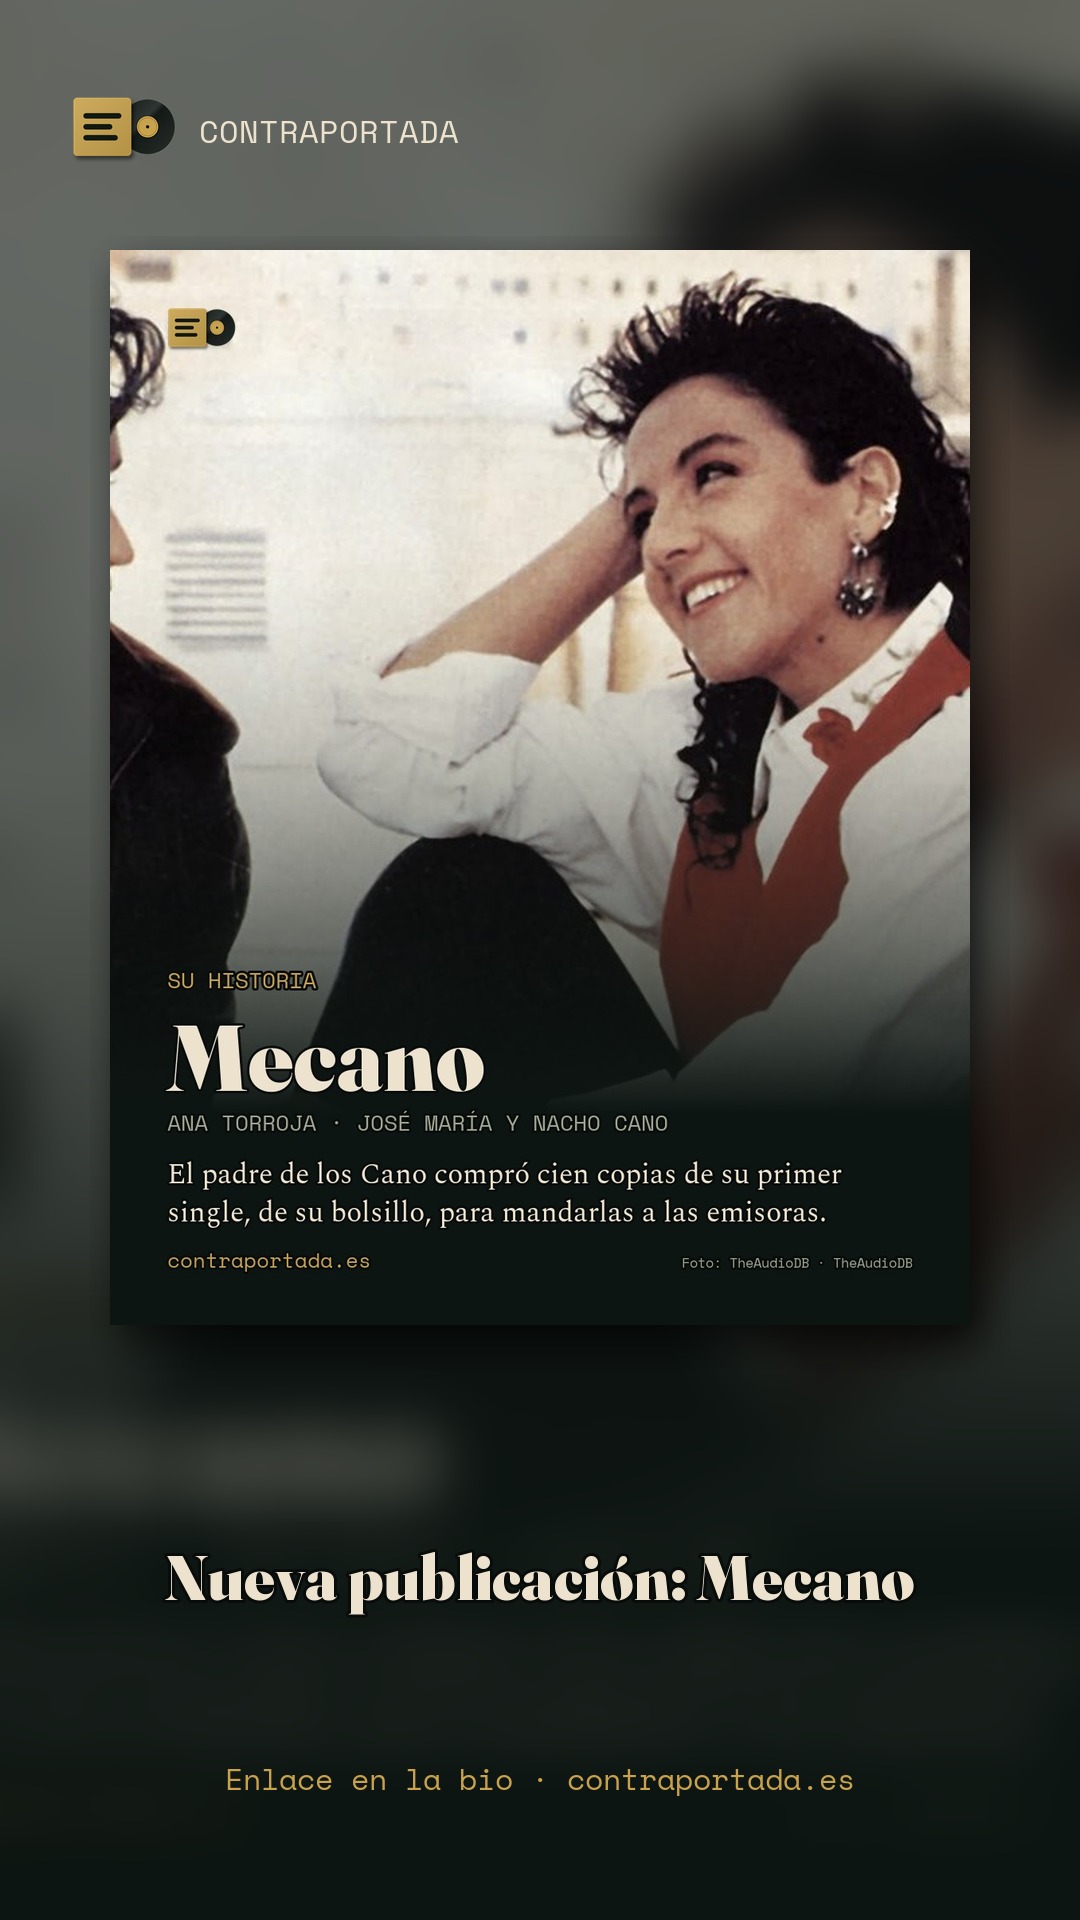 CONTRAPORTADA
SU HISTORIA
Mecano
ANA TORROJA · JOSÉ MARÍA Y NACHO CANO
El padre de los Cano compró cien copias de su primer
single, de su bolsillo, para mandarlas a las emisoras.
contraportada.es
Foto: TheAudioDB · TheAudioDB
Nueva publicación: Mecano
Enlace en la bio · contraportada.es